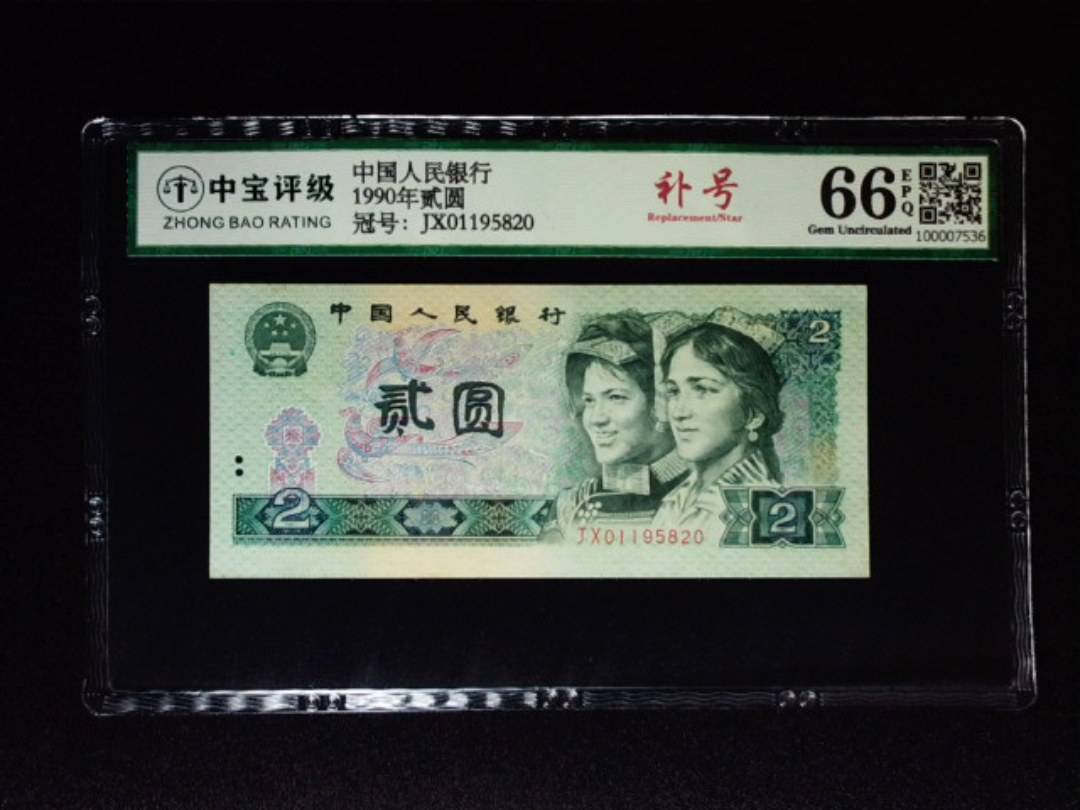 中宝评级
ZHONG BAO RATING
中国人民银行
1990年贰圆
冠号：JX01195820
补号
Replacement/Star
66
EPQ
Gem Uncirculated
100007536
中国人民银行
2
贰圆
2
JX01195820
2